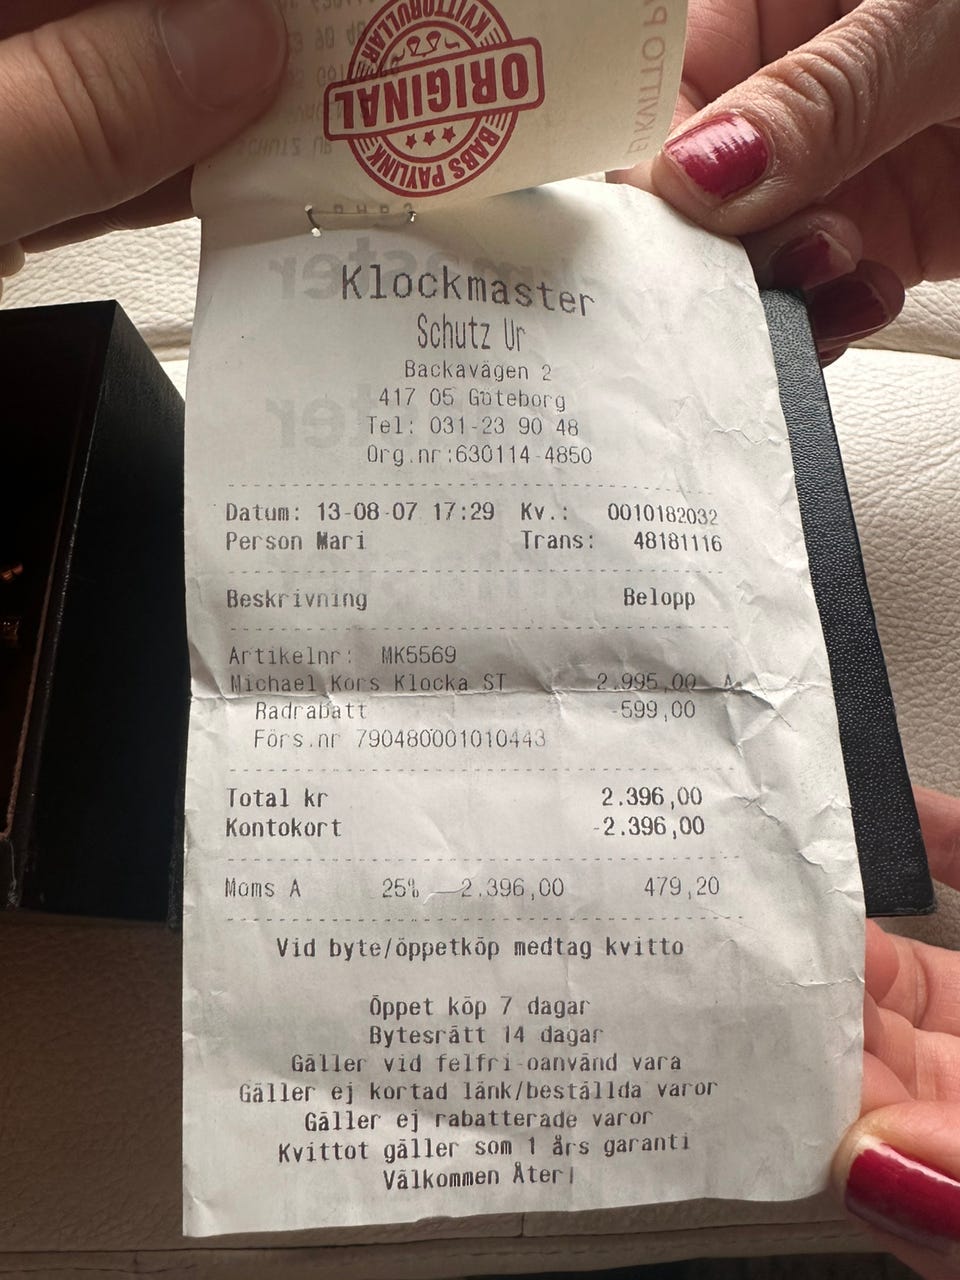 KVITTORULLAR
ORIGINAL
BABS PAYLINK
Klockmaster
Schutz Ur
Backavägen 2
417 05 Göteborg
Tel: 031-23 90 48
Org.nr:630114-4850
Datum: 13-08-07 17:29 Kv.: 0010182032
Person Mari Trans: 48181116
Beskrivning Belopp
Artikelnr: MK5569
Michael Kors Klocka ST 2.995,00 A
Radrabatt -599,00
Förs.nr 790480001010443
Total kr 2.396,00
Kontokort -2.396,00
Moms A 25% 2.396,00 479,20
Vid byte/öppetköp medtag kvitto
Öppet köp 7 dagar
Bytesrätt 14 dagar
Gäller vid felfri-oanvänd vara
Gäller ej kortad länk/beställda varor
Gäller ej rabatterade varor
Kvittot gäller som 1 års garanti
Välkommen Åter!